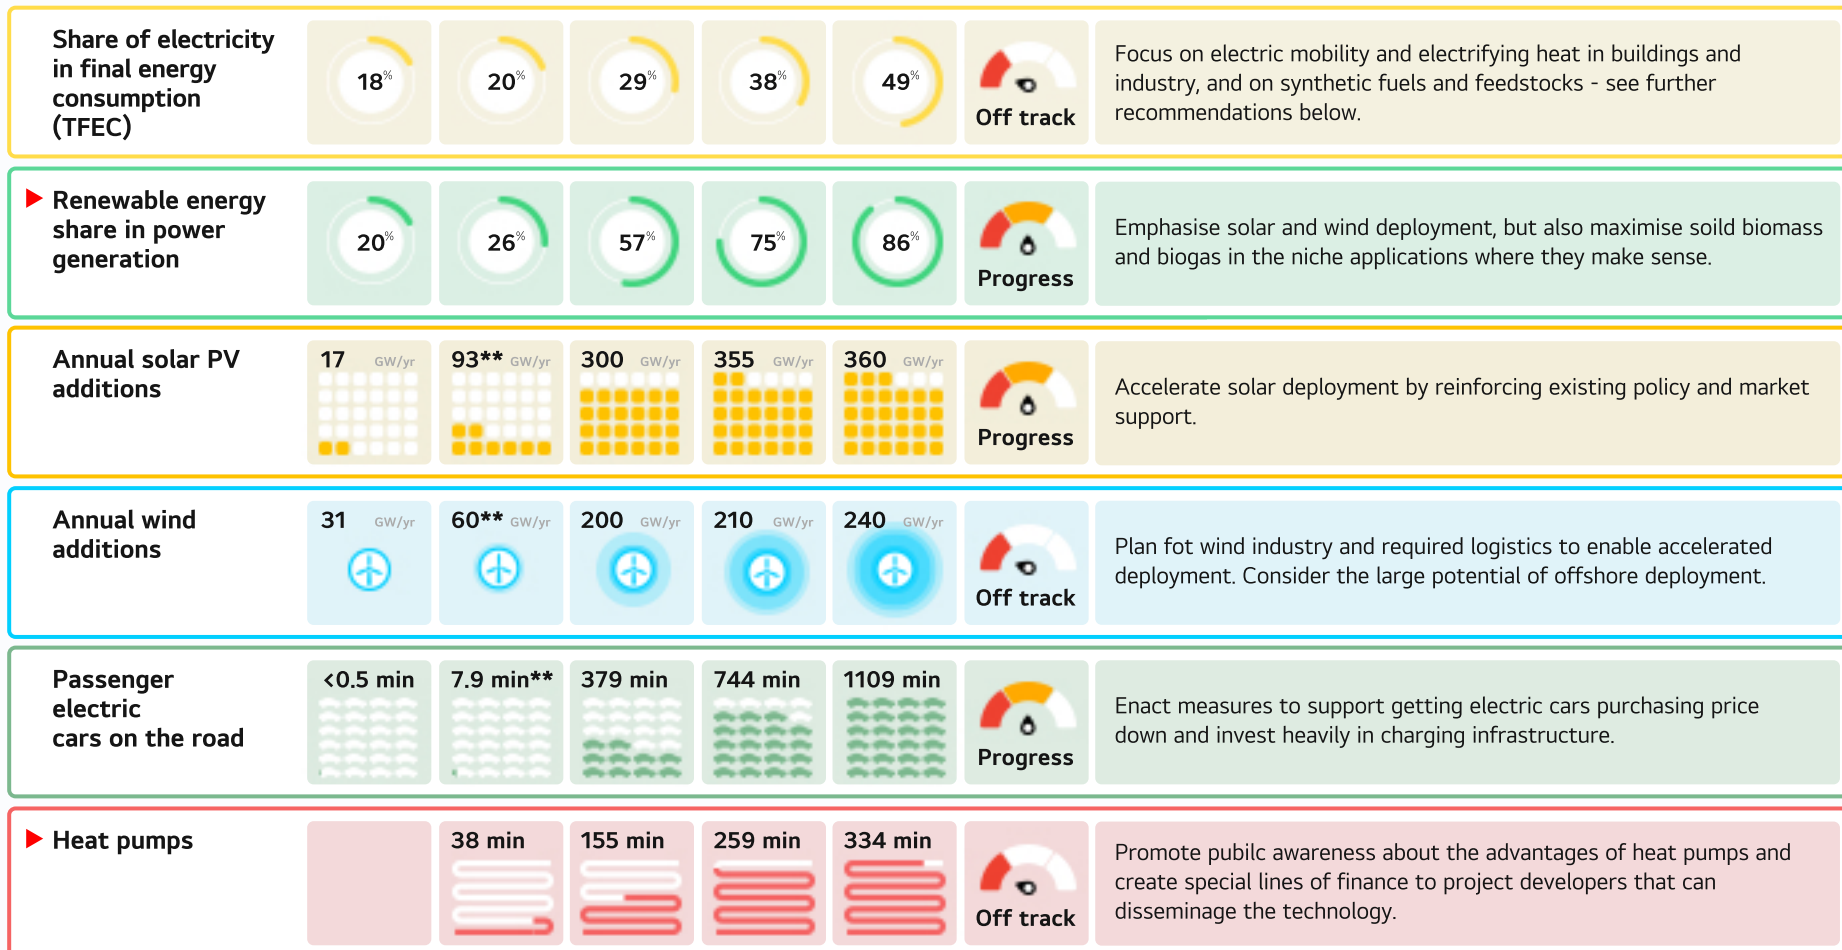 Share of electricity
in final energy
consumption
(TFEC)
18%
20%
29%
38%
49%
Off track
Focus on electric mobility and electrifying heat in buildings and
industry, and on synthetic fuels and feedstocks - see further
recommendations below.
Renewable energy
share in power
generation
20%
26%
57%
75%
86%
Progress
Emphasise solar and wind deployment, but also maximise soild biomass
and biogas in the niche applications where they make sense.
Annual solar PV
additions
17 GW/yr
93** GW/yr
300 GW/yr
355 GW/yr
360 GW/yr
Progress
Accelerate solar deployment by reinforcing existing policy and market
support.
Annual wind
additions
31 GW/yr
60** GW/yr
200 GW/yr
210 GW/yr
240 GW/yr
Off track
Plan fot wind industry and required logistics to enable accelerated
deployment. Consider the large potential of offshore deployment.
Passenger
electric
cars on the road
<0.5 min
7.9 min**
379 min
744 min
1109 min
Progress
Enact measures to support getting electric cars purchasing price
down and invest heavily in charging infrastructure.
Heat pumps
38 min
155 min
259 min
334 min
Off track
Promote pubilc awareness about the advantages of heat pumps and
create special lines of finance to project developers that can
disseminage the technology.